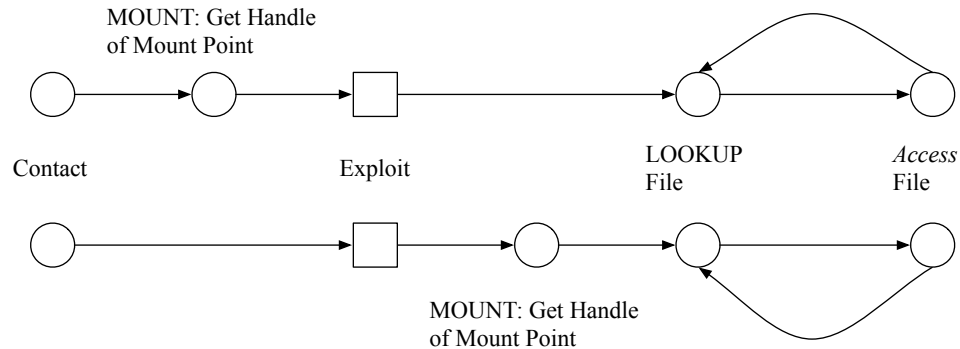 MOUNT: Get Handle
of Mount Point
Contact
Exploit
LOOKUP
File
Access
File
MOUNT: Get Handle
of Mount Point